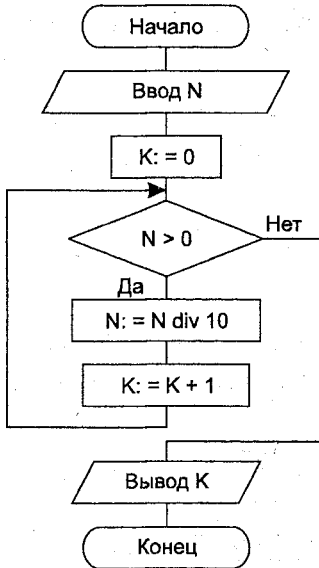 Начало
Ввод N
K: = 0
N > 0
Нет
Да
N: = N div 10
K: = K + 1
Вывод K
Конец